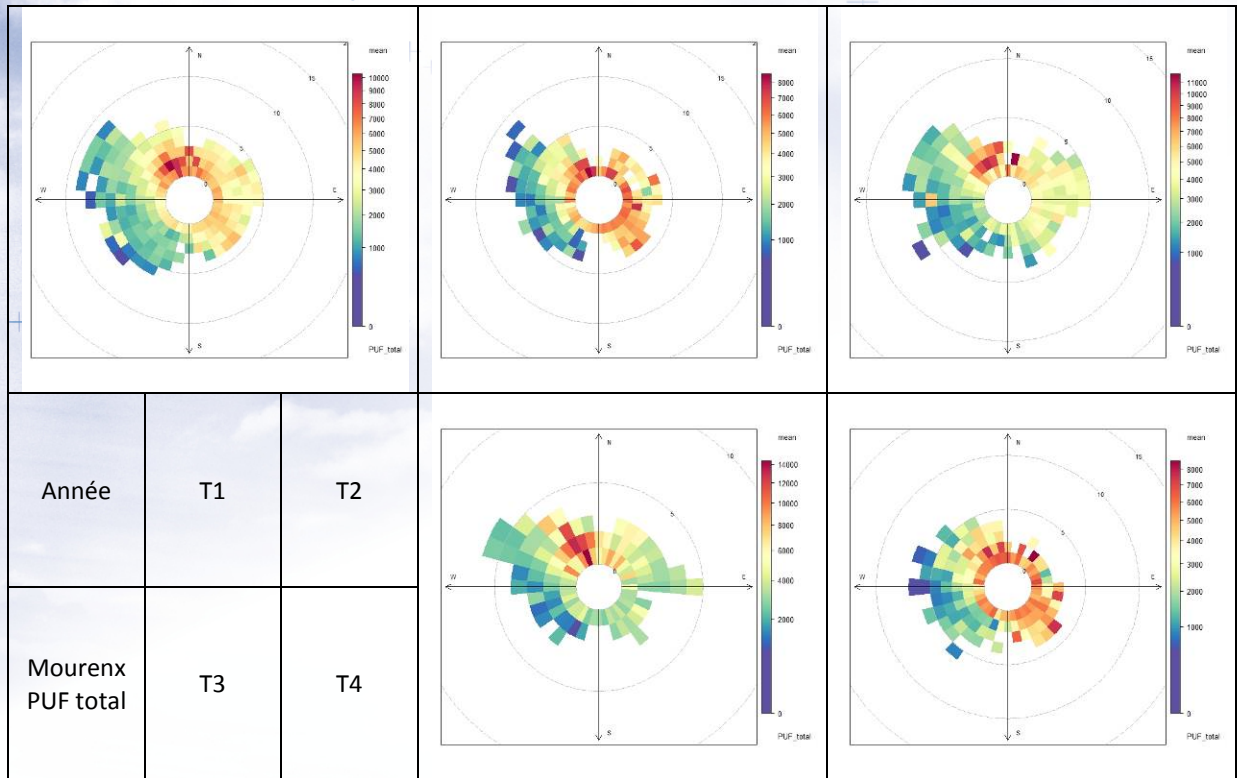 mean
N
15
10
5
0
W
E
S
10000
9000
8000
7000
6000
5000
4000
3000
2000
1000
0
PUF_total
mean
N
15
10
5
0
W
E
S
8000
7000
6000
5000
4000
3000
2000
1000
0
PUF_total
mean
N
15
10
5
0
W
E
S
11000
10000
9000
8000
7000
6000
5000
4000
3000
2000
1000
0
PUF_total
Année
T1
T2
Mourenx
PUF total
T3
T4
mean
N
10
5
0
W
E
S
14000
12000
10000
8000
6000
4000
2000
0
PUF_total
mean
N
15
10
5
0
W
E
S
8000
7000
6000
5000
4000
3000
2000
1000
0
PUF_total